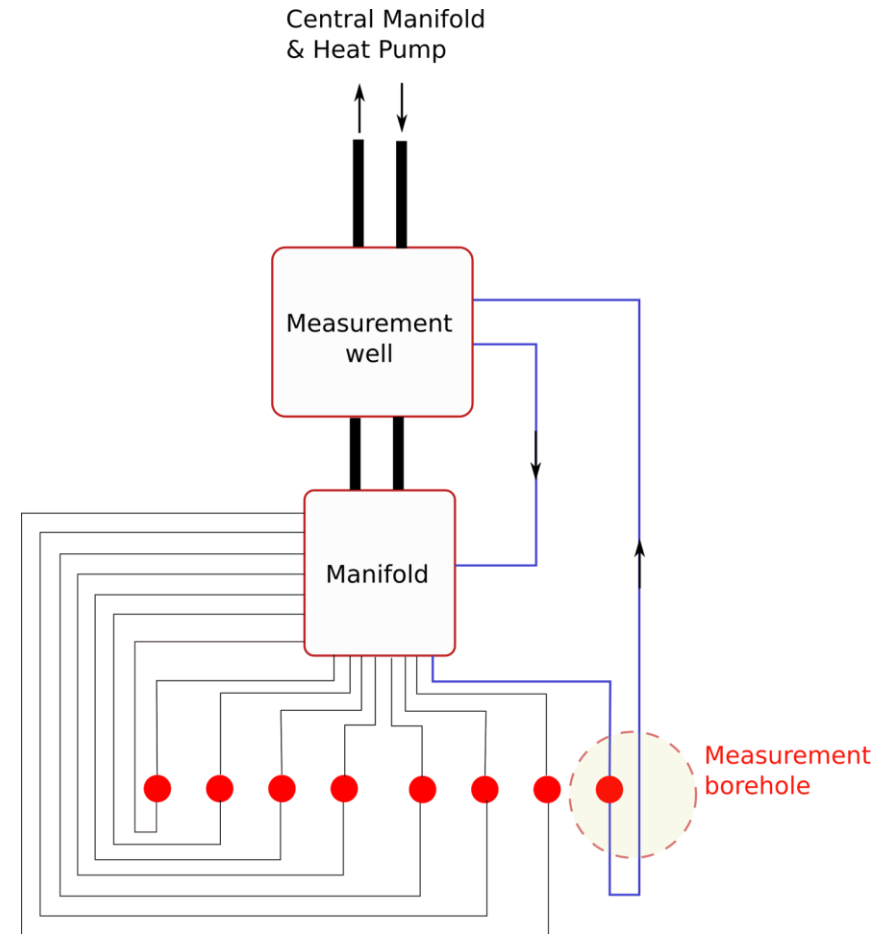 Central Manifold
& Heat Pump
Measurement
well
Manifold
Measurement
borehole